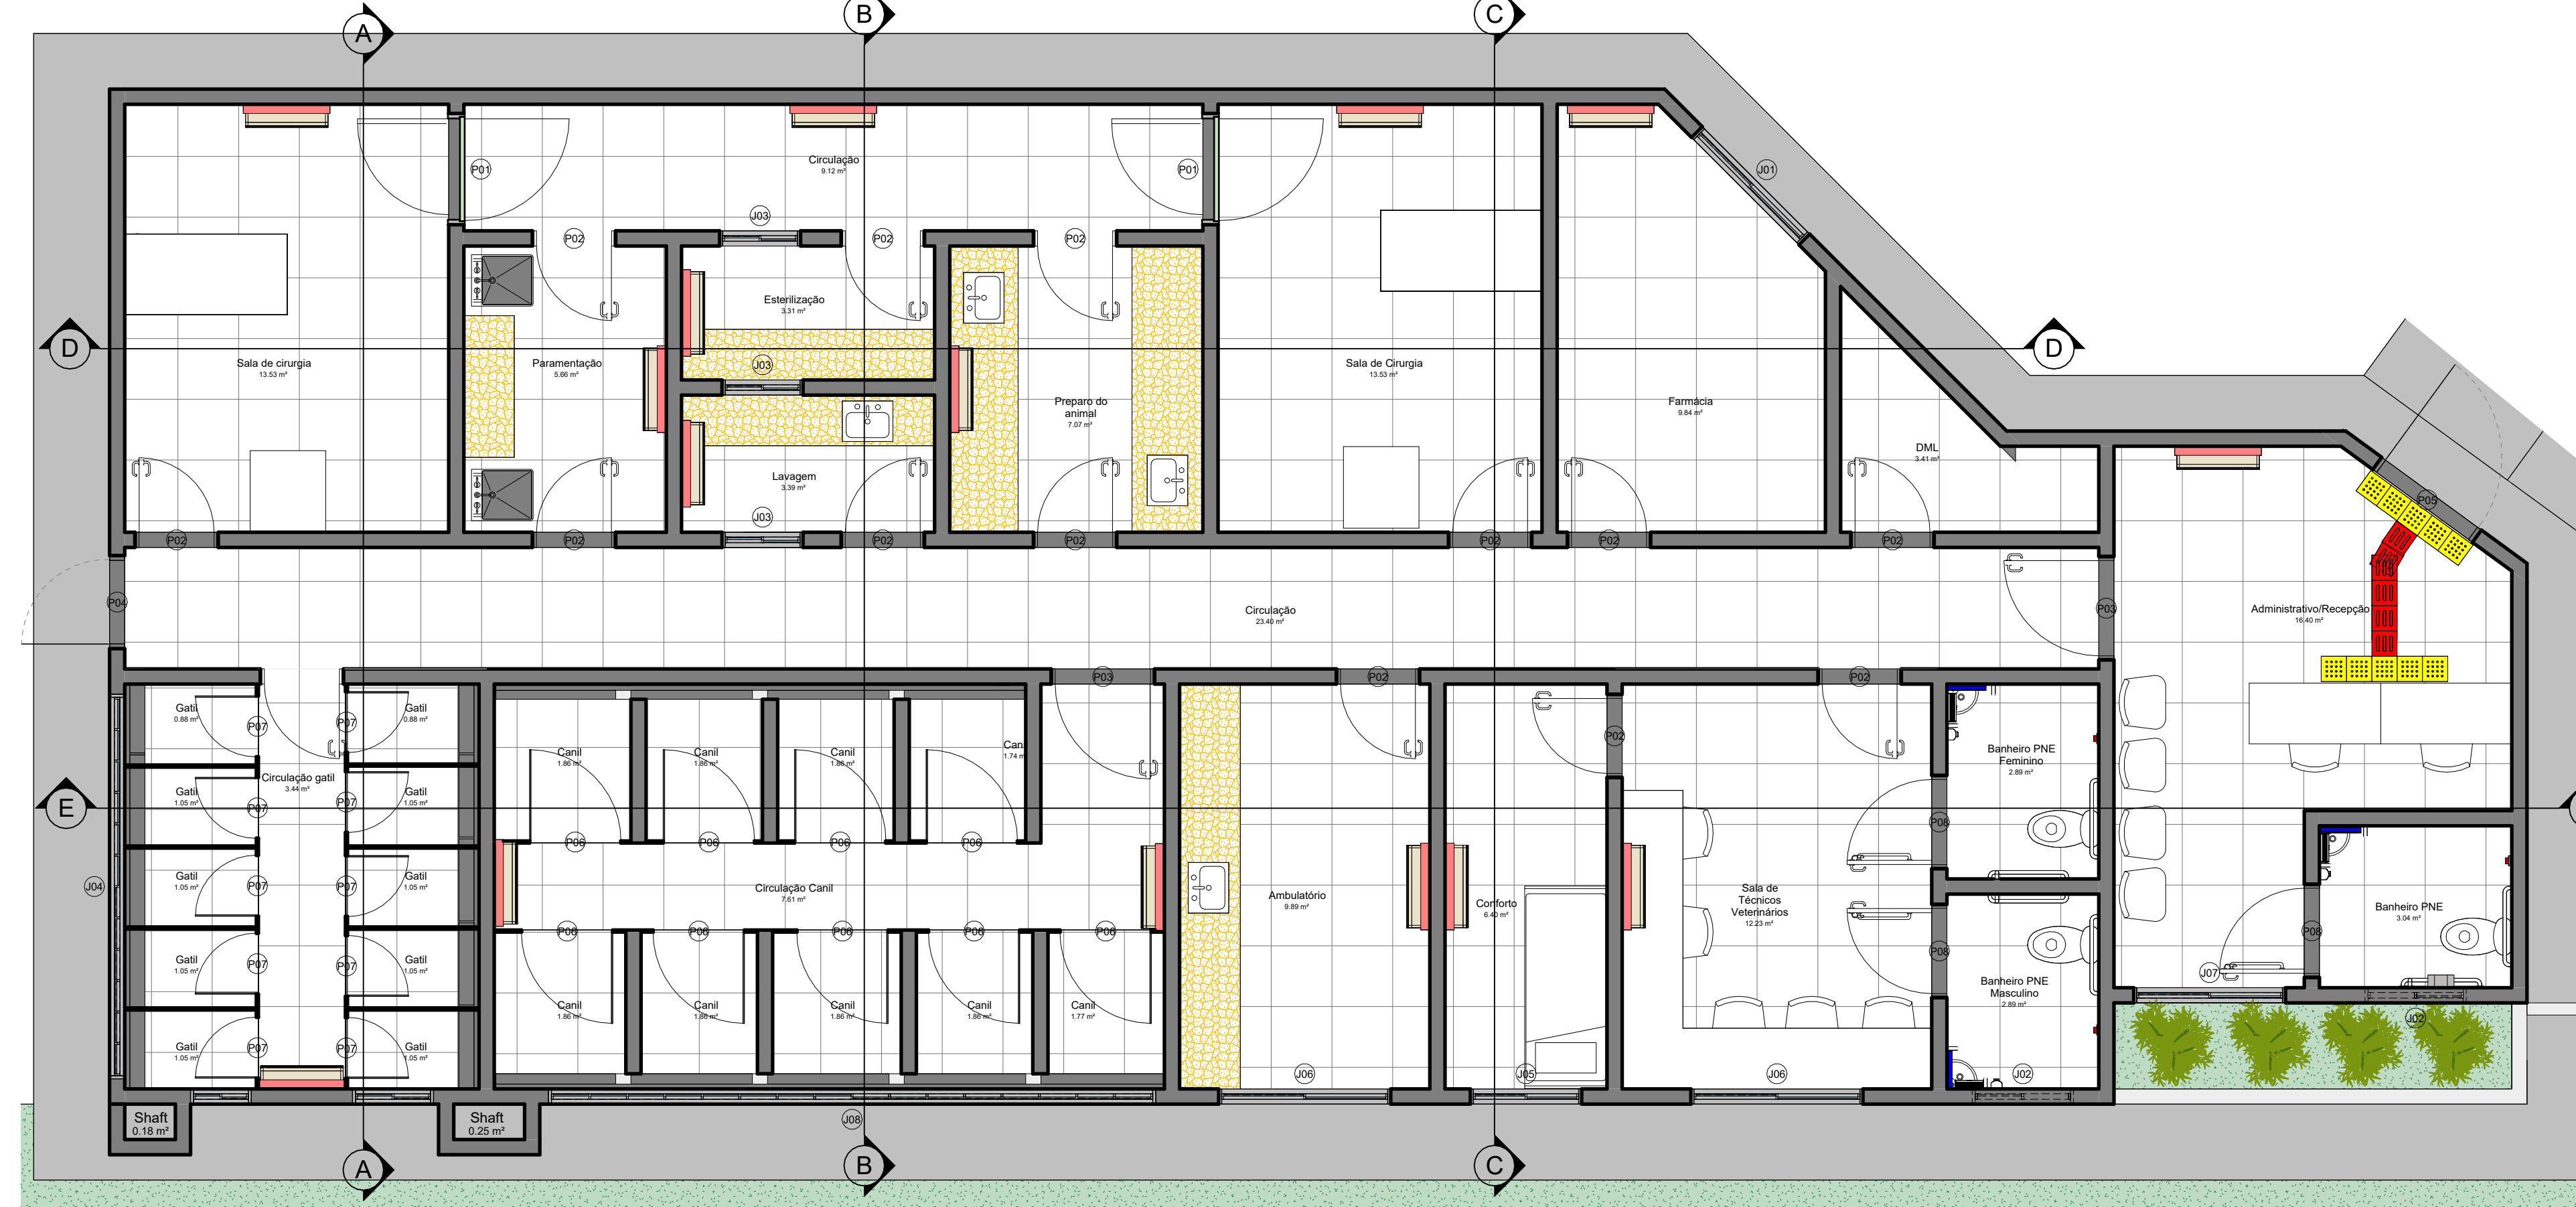 A
B
C
P01
Circulação
9.12 m²
P01
J01
J03
P02
P02
P02
Esterilização
3.31 m²
D
D
Sala de cirurgia
13.53 m²
Paramentação
5.66 m²
J03
Sala de Cirurgia
13.53 m²
Preparo do
animal
7.07 m²
Farmácia
9.84 m²
DML
3.41 m²
Lavagem
3.39 m²
J03
P05
P02
P02
P02
P02
P02
P02
P02
P04
Circulação
23.40 m²
P03
Administrativo/Recepção
16.40 m²
P03
P02
P02
Gatil
0.88 m²
P07
P07
Gatil
0.88 m²
P02
Canil
1.86 m²
Canil
1.86 m²
Canil
1.86 m²
1.74 m
Banheiro PNE
Feminino
2.89 m²
Circulação gatil
3.44 m²
Gatil
1.05 m²
P07
P07
Gatil
1.05 m²
E
P06
P06
P06
P06
P08
J04
Gatil
1.05 m²
P07
P07
Gatil
1.05 m²
Circulação Canil
7.61 m²
Ambulatório
9.89 m²
Conforto
6.40 m²
Sala de
Técnicos
Veterinários
12.23 m²
Banheiro PNE
3.04 m²
P06
P06
P06
P06
P06
P08
P08
Gatil
1.05 m²
P07
P07
Gatil
1.05 m²
J07
Banheiro PNE
Masculino
2.89 m²
Canil
1.86 m²
Canil
1.86 m²
Canil
1.86 m²
Canil
1.86 m²
Canil
1.77 m²
J02
Gatil
1.05 m²
P07
P07
Gatil
1.05 m²
J06
J05
J06
J02
Shaft
0.18 m²
Shaft
0.25 m²
J08
A
B
C